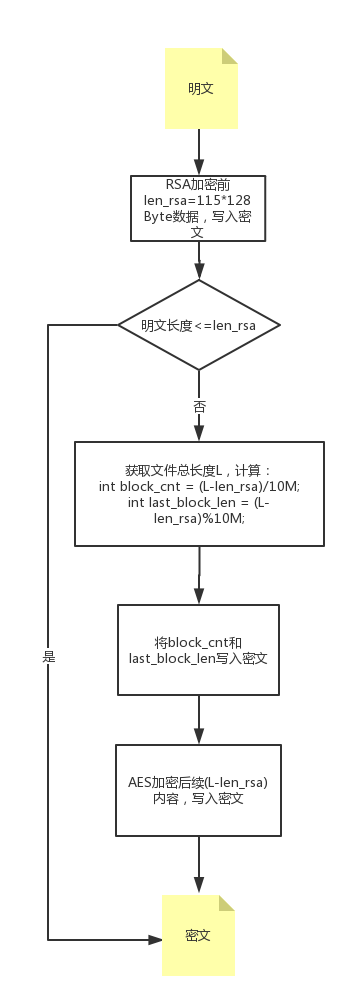 明文
RSA加密前
len_rsa=115*128
Byte数据，写入密
文
明文长度<=len_rsa
否
获取文件总长度L，计算：
int block_cnt = (L-len_rsa)/10M;
int last_block_len = (L-
len_rsa)%10M;
将block_cnt和
last_block_len写入密文
是
AES加密后续(L-len_rsa)
内容，写入密文
密文